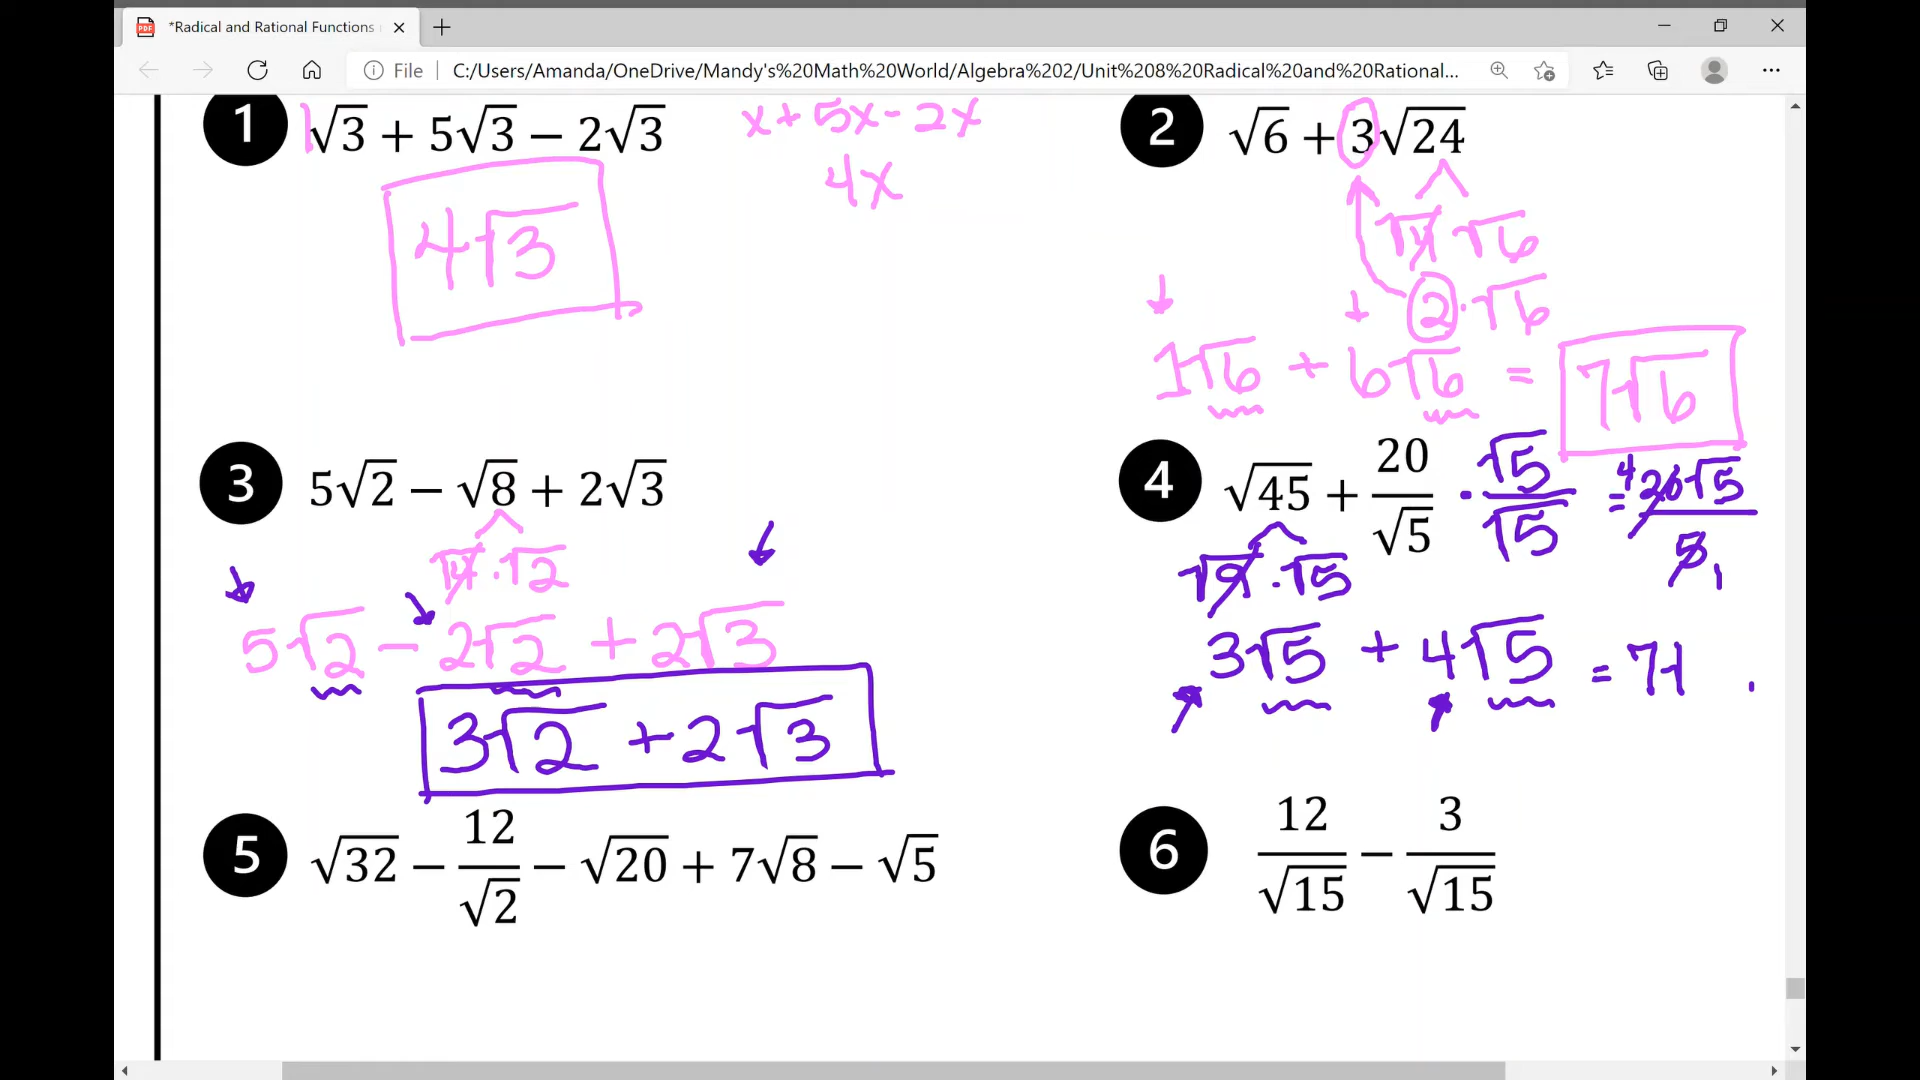 *Radical and Rational Functions
File C:/Users/Amanda/OneDrive/Mandy's%20Math%20World/Algebra%202/Unit%208%20Radical%20and%20Rational...
1 1√3 + 5√3 − 2√3
x + 5x - 2x
4x
4√3
2 √6 + 3√24
√4 √6
2 · √6
1√6 + 6√6 = 7√6
3 5√2 − √8 + 2√3
√4 · √2
5√2 - 2√2 + 2√3
3√2 + 2√3
4 √45 + 20/√5 · √5/√5 = 4 20√5/5 1
√9 · √5
3√5 + 4√5 = 7√
5 √32 − 12/√2 − √20 + 7√8 − √5
6 12/√15 − 3/√15